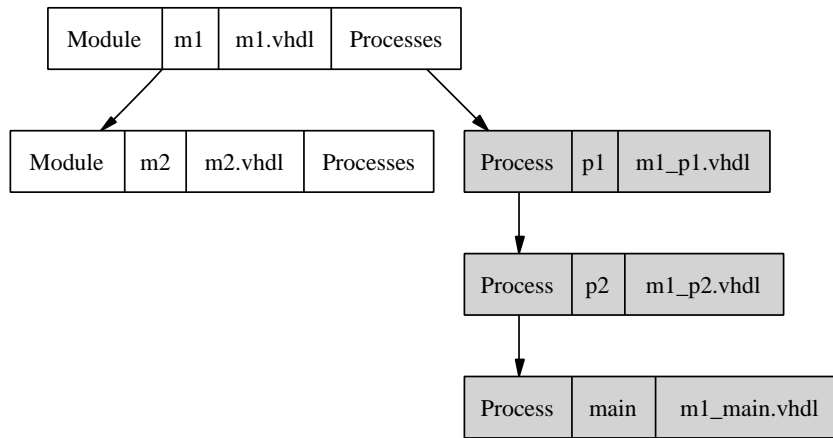 Module m1 m1.vhdl Processes
Module m2 m2.vhdl Processes
Process p1 m1_p1.vhdl
Process p2 m1_p2.vhdl
Process main m1_main.vhdl